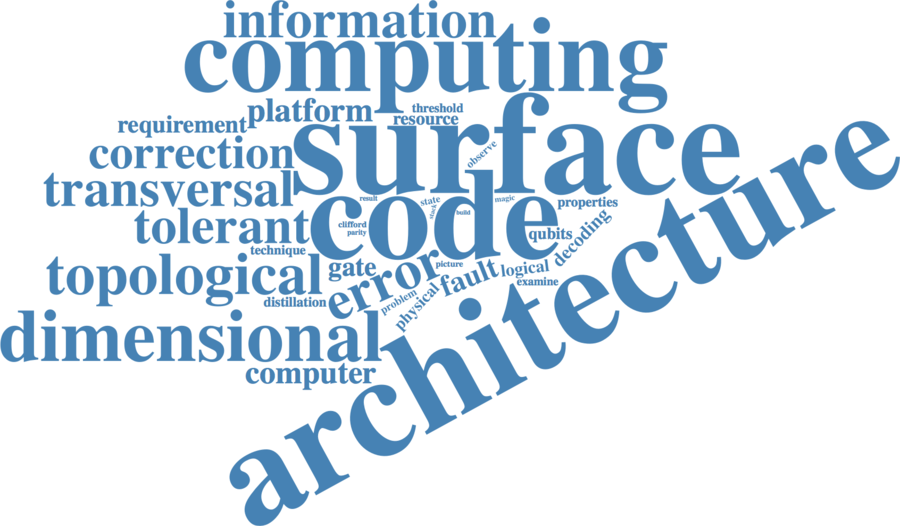 information
computing
platform
threshold
resource
requirement
surface
correction
observe
architecture
transversal
result
state
stack
magic
build
properties
code
tolerant
clifford
parity
qubits
decoding
technique
topological
gate
error
picture
fault
logical
examine
distillation
problem
physical
dimensional
computer